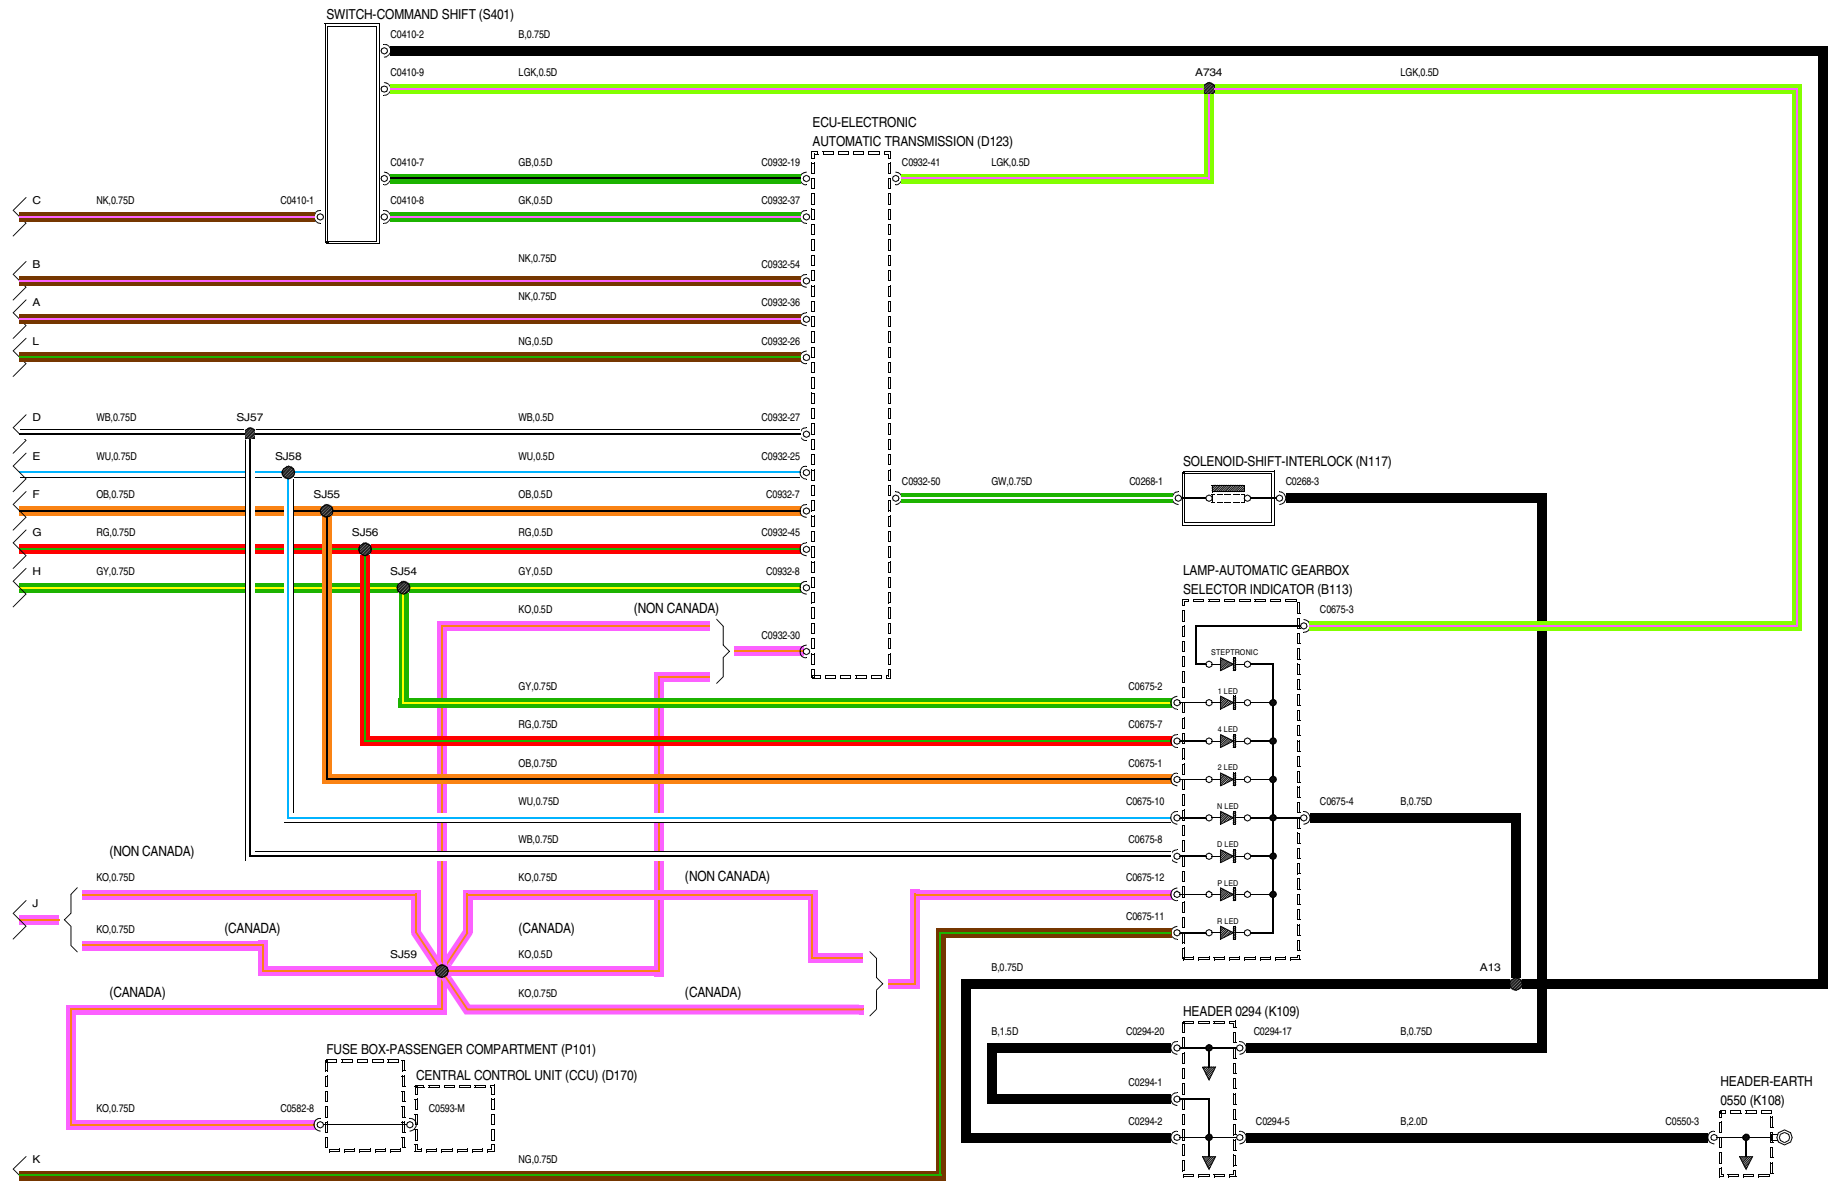 SWITCH-COMMAND SHIFT (S401)
C0410-2 B,0.75D
C0410-9 LGK,0.5D A734 LGK,0.5D
ECU-ELECTRONIC
AUTOMATIC TRANSMISSION (D123)
C0410-7 GB,0.5D C0932-19 C0932-41 LGK,0.5D
C NK,0.75D C0410-1 C0410-8 GK,0.5D C0932-37
B NK,0.75D C0932-54
A NK,0.75D C0932-36
L NG,0.5D C0932-26
D WB,0.75D SJ57 WB,0.5D C0932-27
E WU,0.75D SJ58 WU,0.5D C0932-25
SOLENOID-SHIFT-INTERLOCK (N117)
C0932-50 GW,0.75D C0268-1 C0268-3
F OB,0.75D SJ55 OB,0.5D C0932-7
G RG,0.75D SJ56 RG,0.5D C0932-45
H GY,0.75D SJ54 GY,0.5D C0932-8
LAMP-AUTOMATIC GEARBOX
SELECTOR INDICATOR (B113)
KO,0.5D (NON CANADA) C0675-3
C0932-30
STEPTRONIC
GY,0.75D C0675-2 1 LED
RG,0.75D C0675-7 4 LED
OB,0.75D C0675-1 2 LED
WU,0.75D C0675-10 N LED C0675-4 B,0.75D
WB,0.75D C0675-8 D LED
(NON CANADA)
KO,0.75D KO,0.75D (NON CANADA) C0675-12 P LED
J
KO,0.75D (CANADA) (CANADA) C0675-11 R LED
SJ59 KO,0.5D
B,0.75D A13
(CANADA) KO,0.75D (CANADA)
HEADER 0294 (K109)
B,1.5D C0294-20 C0294-17 B,0.75D
FUSE BOX-PASSENGER COMPARTMENT (P101)
CENTRAL CONTROL UNIT (CCU) (D170)
C0294-1
HEADER-EARTH
0550 (K108)
KO,0.75D C0582-8 C0593-M
C0294-2 C0294-5 B,2.0D C0550-3
K NG,0.75D